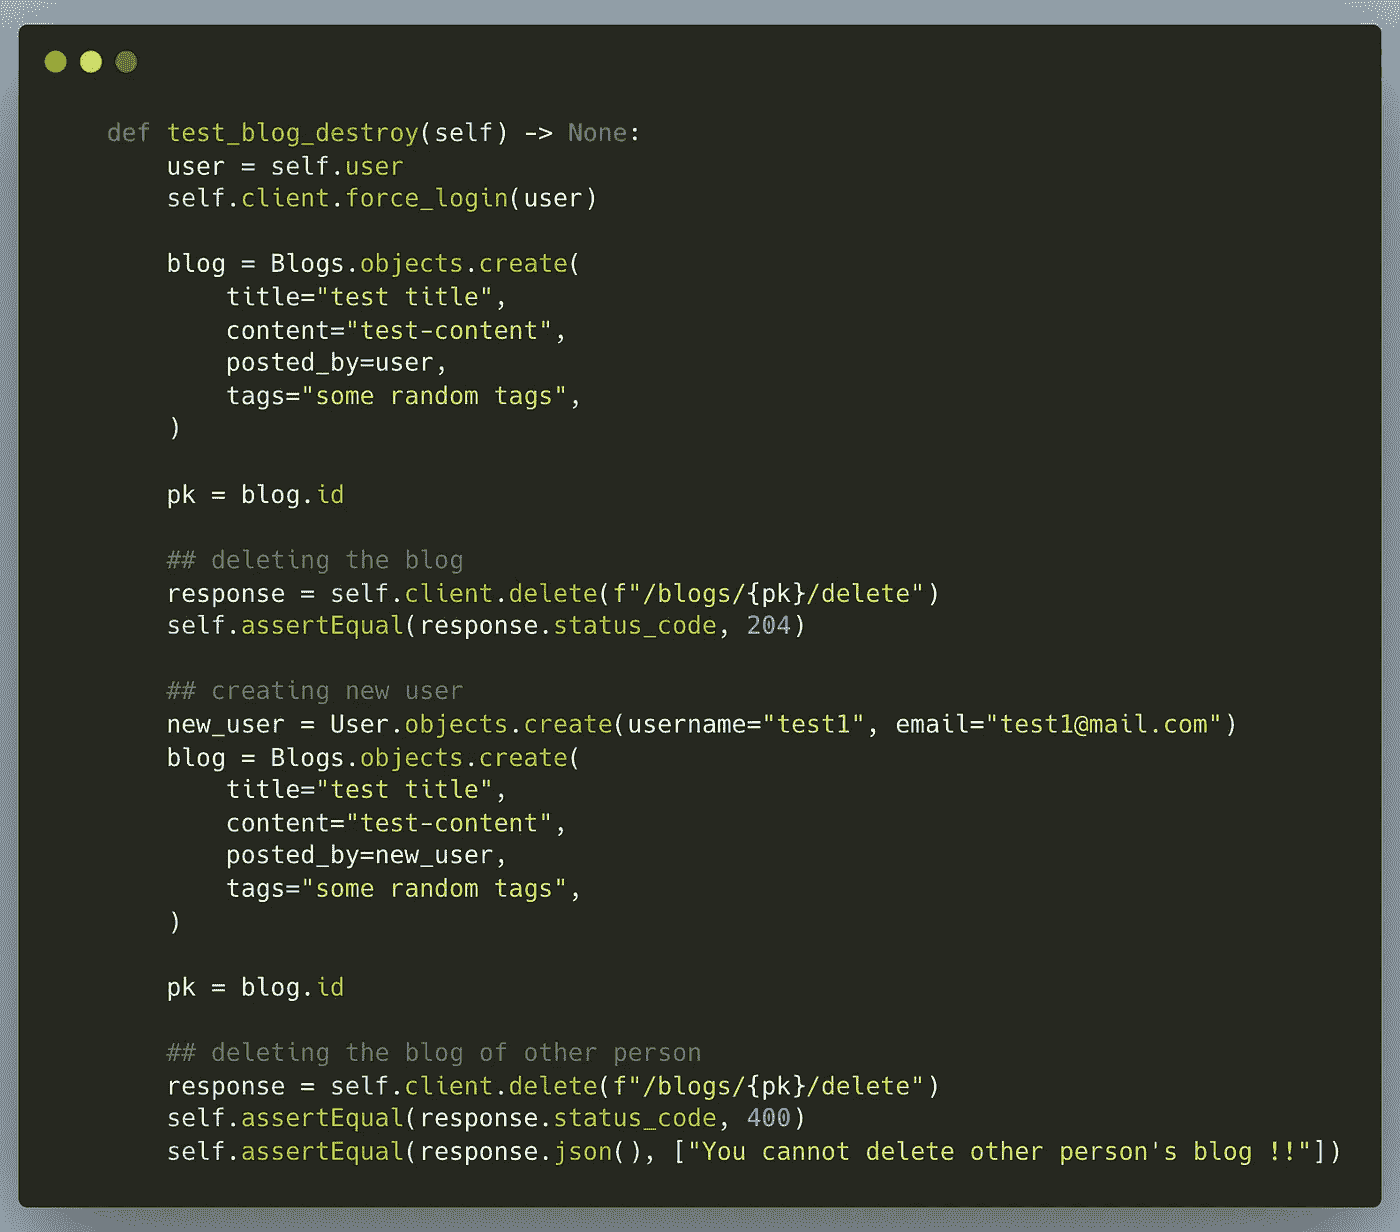 def test_blog_destroy(self) -> None:
    user = self.user
    self.client.force_login(user)

    blog = Blogs.objects.create(
        title="test title",
        content="test-content",
        posted_by=user,
        tags="some random tags",
    )

    pk = blog.id

    ## deleting the blog
    response = self.client.delete(f"/blogs/{pk}/delete")
    self.assertEqual(response.status_code, 204)

    ## creating new user
    new_user = User.objects.create(username="test1", email="test1@mail.com")
    blog = Blogs.objects.create(
        title="test title",
        content="test-content",
        posted_by=new_user,
        tags="some random tags",
    )

    pk = blog.id

    ## deleting the blog of other person
    response = self.client.delete(f"/blogs/{pk}/delete")
    self.assertEqual(response.status_code, 400)
    self.assertEqual(response.json(), ["You cannot delete other person's blog !!"])